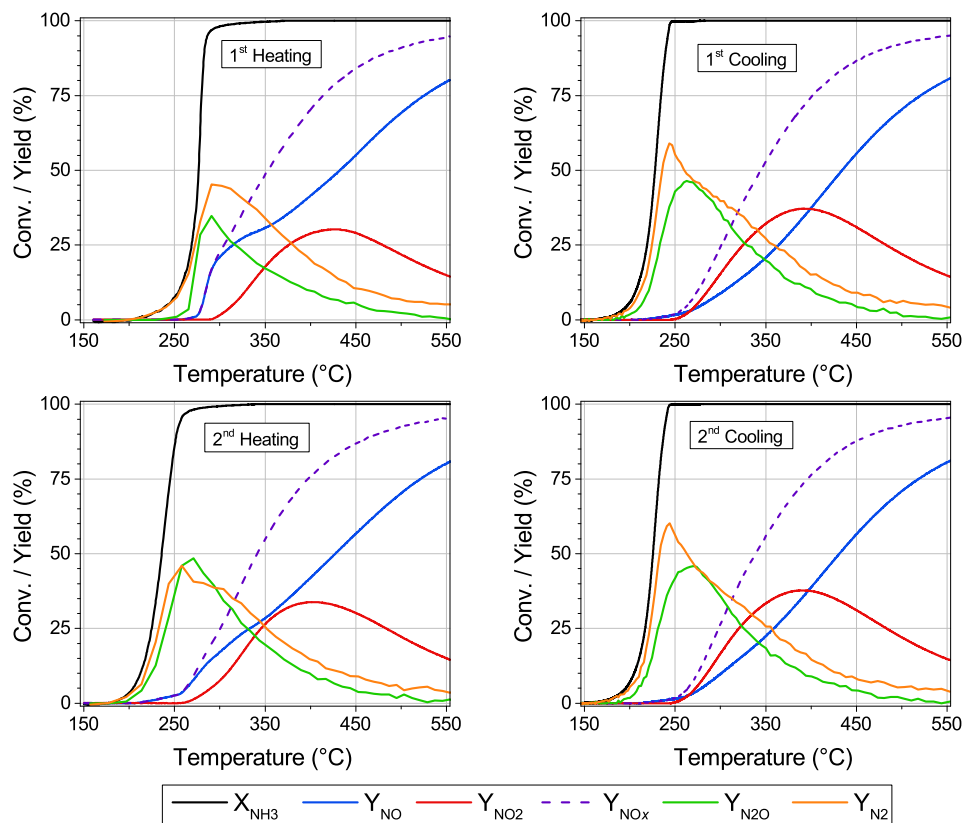 1st Heating
Conv. / Yield (%)
100
75
50
25
0
150 250 350 450 550
Temperature (°C)
1st Cooling
Conv. / Yield (%)
100
75
50
25
0
150 250 350 450 550
Temperature (°C)
2nd Heating
Conv. / Yield (%)
100
75
50
25
0
150 250 350 450 550
Temperature (°C)
2nd Cooling
Conv. / Yield (%)
100
75
50
25
0
150 250 350 450 550
Temperature (°C)
XNH3 YNO YNO2 YNOx YN2O YN2